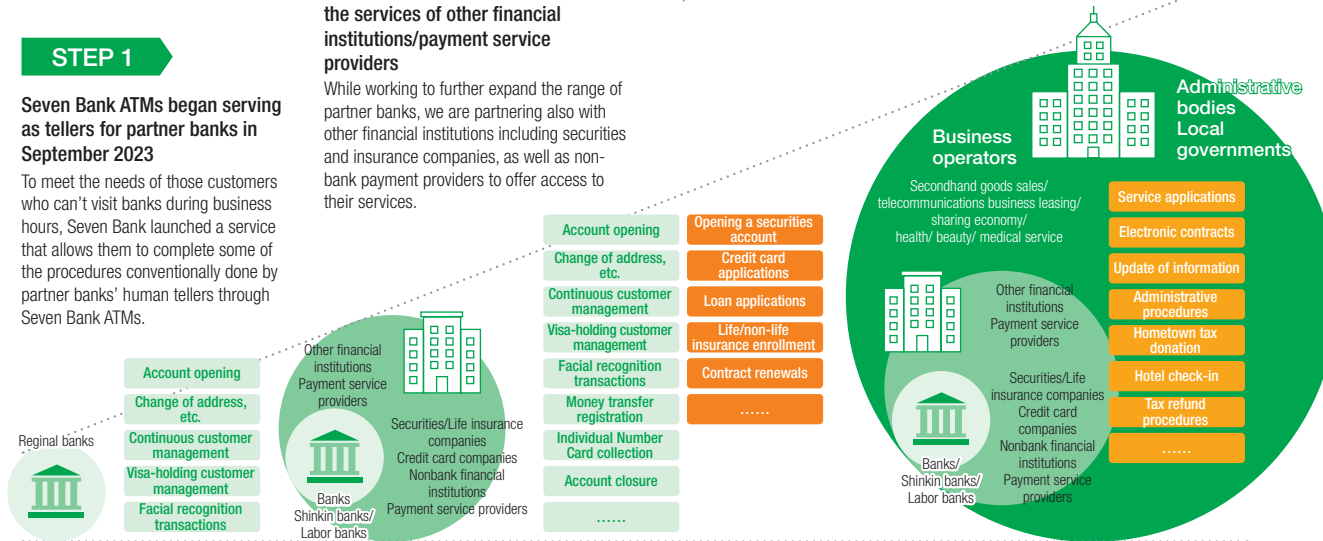 STEP 1
Seven Bank ATMs began serving
as tellers for partner banks in
September 2023
To meet the needs of those customers
who can't visit banks during business
hours, Seven Bank launched a service
that allows them to complete some of
the procedures conventionally done by
partner banks' human tellers through
Seven Bank ATMs.
Reginal banks
Account opening
Change of address,
etc.
Continuous customer
management
Visa-holding customer
management
Facial recognition
transactions
the services of other financial
institutions/payment service
providers
While working to further expand the range of
partner banks, we are partnering also with
other financial institutions including securities
and insurance companies, as well as non-
bank payment providers to offer access to
their services.
Other financial
institutions
Payment service
providers
Securities/Life insurance
companies
Credit card companies
Nonbank financial
institutions
Payment service providers
Banks
Shinkin banks/
Labor banks
Account opening
Change of address,
etc.
Continuous customer
management
Visa-holding customer
management
Facial recognition
transactions
Money transfer
registration
Individual Number
Card collection
Account closure
......
Opening a securities
account
Credit card
applications
Loan applications
Life/non-life
insurance enrollment
Contract renewals
......
Business
operators
Secondhand goods sales/
telecommunications business leasing/
sharing economy/
health/ beauty/ medical service
Administrative
bodies
Local
governments
Other financial
institutions
Payment service
providers
Securities/Life
insurance companies
Credit card
companies
Nonbank financial
institutions
Payment service
providers
Banks/
Shinkin banks/
Labor banks
Service applications
Electronic contracts
Update of information
Administrative
procedures
Hometown tax
donation
Hotel check-in
Tax refund
procedures
......